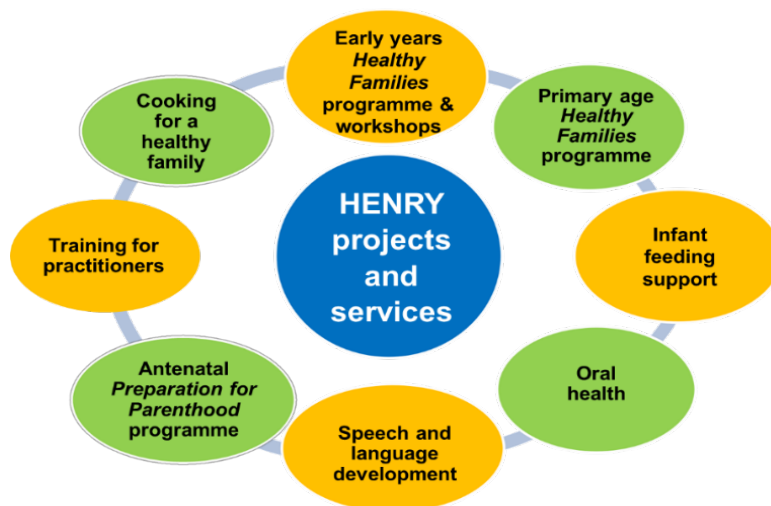 Early years
Healthy
Families
programme &
workshops
Primary age
Healthy
Families
programme
Infant
feeding
support
Oral
health
Speech and
language
development
Antenatal
Preparation for
Parenthood
programme
Training for
practitioners
Cooking
for a
healthy
family
HENRY
projects
and
services